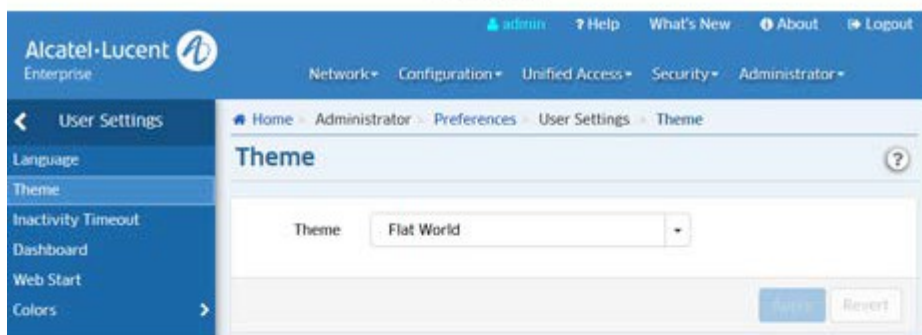 admin ? Help What's New About Logout
Alcatel·Lucent
Enterprise
Network Configuration Unified Access Security Administrator
User Settings
Home > Administrator > Preferences > User Settings > Theme
Language
Theme
Inactivity Timeout
Dashboard
Web Start
Colors
Theme
?
Theme Flat World
Apply Revert